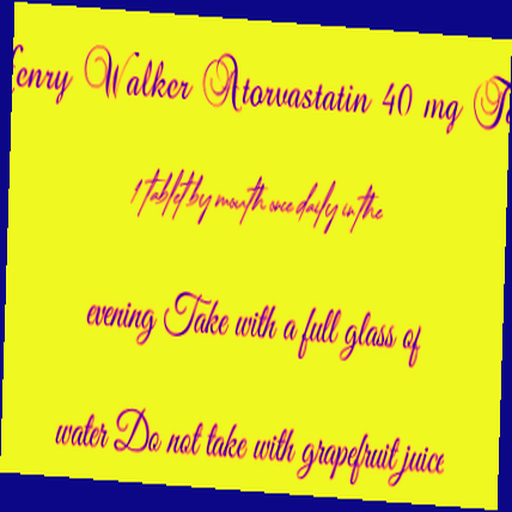 Walker Atorvastatin 40 mg
1 tablet by mouth once daily in the
evening Take with a full glass of
water Do not take with grapefruit juice